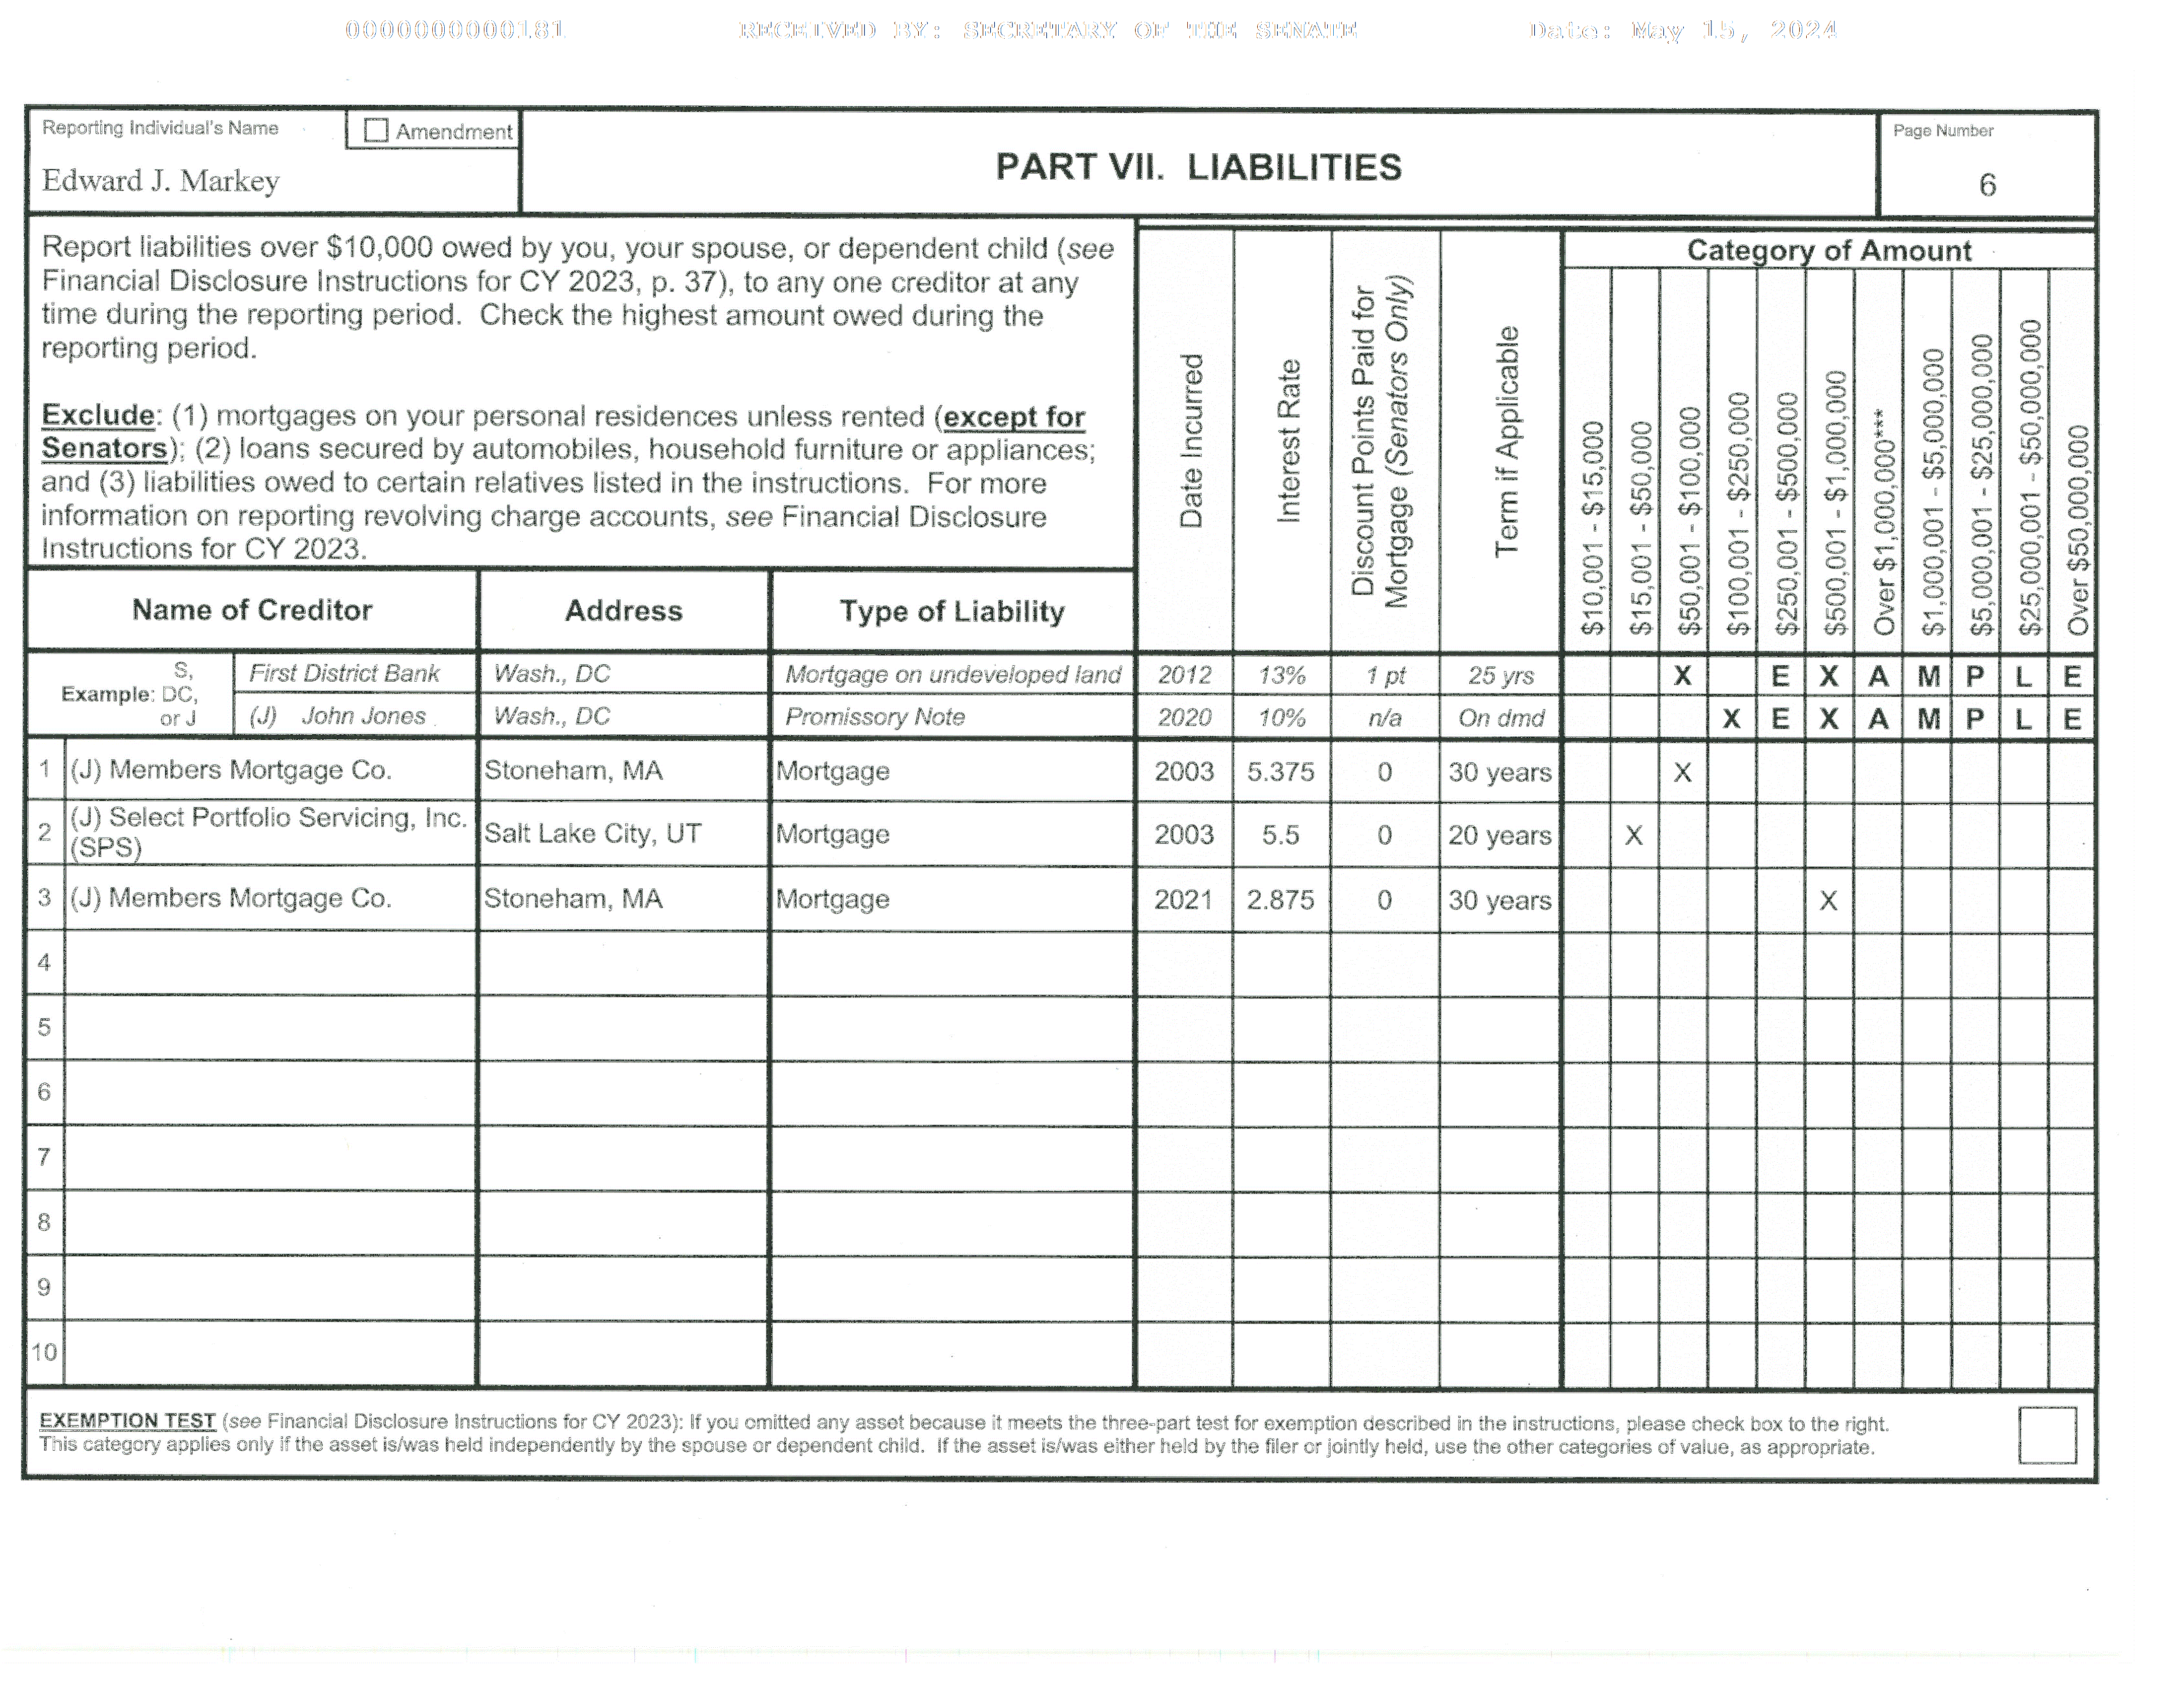 0000000000181 RECEIVED BY: SECRETARY OF THE SENATE Date: May 15, 2024
Reporting Individual's Name
Amendment
Edward J. Markey
PART VII. LIABILITIES
Page Number
6
Report liabilities over $10,000 owed by you, your spouse, or dependent child (see
Financial Disclosure Instructions for CY 2023, p. 37), to any one creditor at any
time during the reporting period. Check the highest amount owed during the
reporting period.
Exclude: (1) mortgages on your personal residences unless rented (except for
Senators); (2) loans secured by automobiles, household furniture or appliances;
and (3) liabilities owed to certain relatives listed in the instructions. For more
information on reporting revolving charge accounts, see Financial Disclosure
Instructions for CY 2023.
Name of Creditor
Address
Type of Liability
Date Incurred
Interest Rate
Discount Points Paid for
Mortgage (Senators Only)
Term if Applicable
Category of Amount
$10,001 - $15,000
$15,001 - $50,000
$50,001 - $100,000
$100,001 - $250,000
$250,001 - $500,000
$500,001 - $1,000,000
Over $1,000,000***
$1,000,001 - $5,000,000
$5,000,001 - $25,000,000
$25,000,001 - $50,000,000
Over $50,000,000
Example: S,
DC,
or J
First District Bank Wash., DC Mortgage on undeveloped land 2012 13% 1 pt 25 yrs X E X A M P L E
(J) John Jones Wash., DC Promissory Note 2020 10% n/a On dmd X E X A M P L E
1 (J) Members Mortgage Co. Stoneham, MA Mortgage 2003 5.375 0 30 years X
2 (J) Select Portfolio Servicing, Inc.
(SPS) Salt Lake City, UT Mortgage 2003 5.5 0 20 years X
3 (J) Members Mortgage Co. Stoneham, MA Mortgage 2021 2.875 0 30 years X
4
5
6
7
8
9
10
EXEMPTION TEST (see Financial Disclosure Instructions for CY 2023): If you omitted any asset because it meets the three-part test for exemption described in the instructions, please check box to the right.
This category applies only if the asset is/was held independently by the spouse or dependent child. If the asset is/was either held by the filer or jointly held, use the other categories of value, as appropriate.